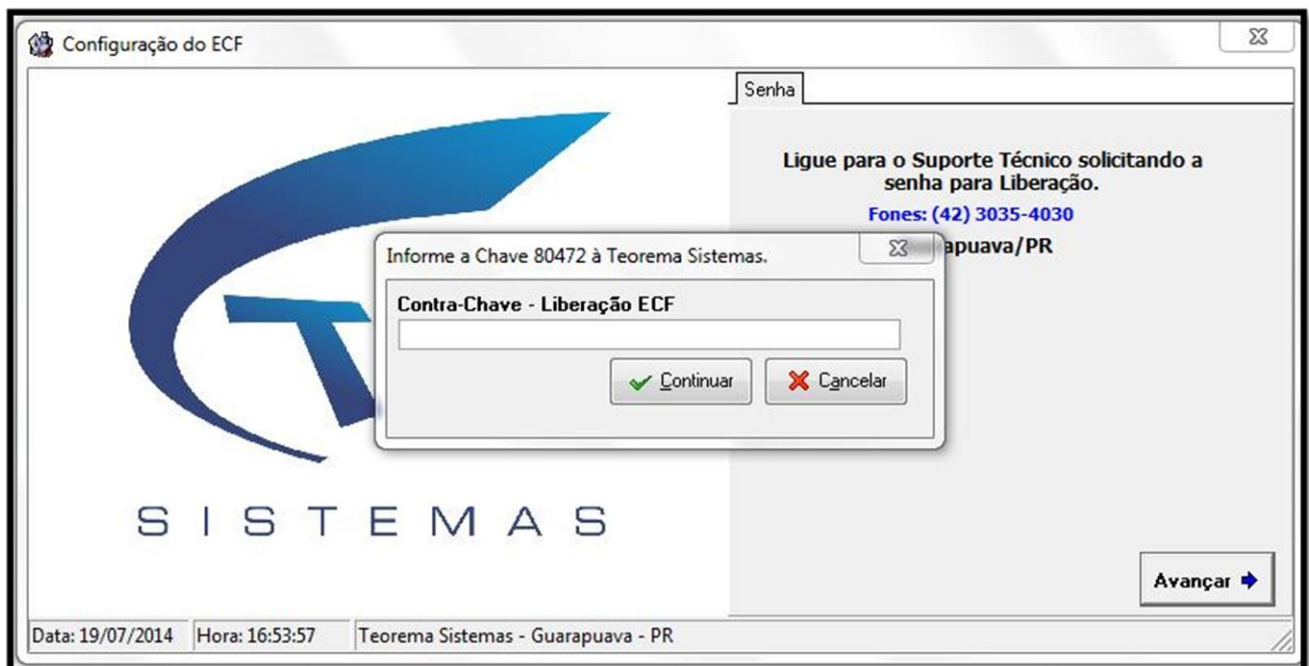 Configuração do ECF
Senha
Ligue para o Suporte Técnico solicitando a
senha para Liberação.
Fones: (42) 3035-4030
apuava/PR
Informe a Chave 80472 à Teorema Sistemas.
Contra-Chave - Liberação ECF
Continuar
Cancelar
SISTEMAS
Avançar
Data: 19/07/2014 Hora: 16:53:57 Teorema Sistemas - Guarapuava - PR